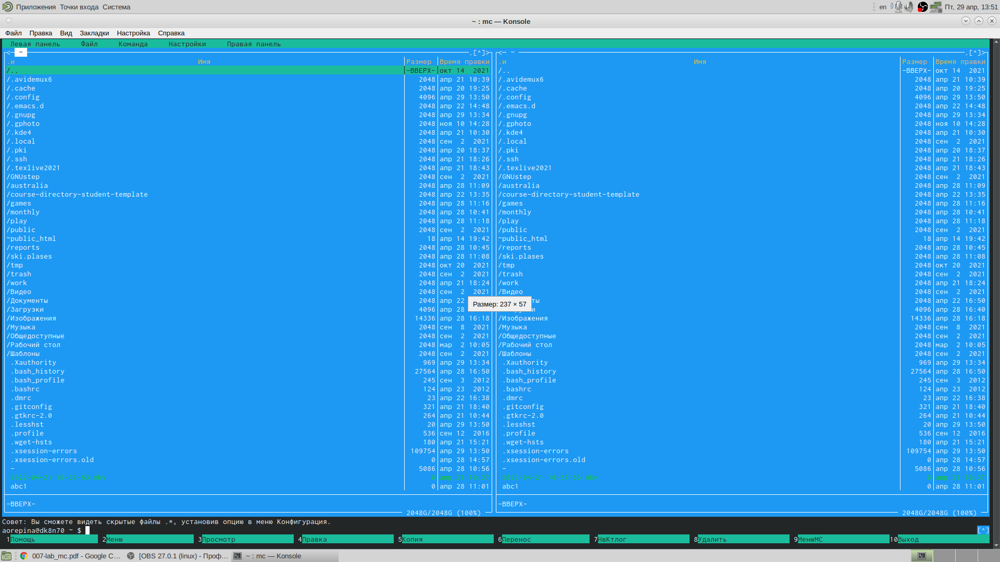 Приложения Точки входа Система
en Пт, 29 апр, 13:51
~ : mc — Konsole
Файл Правка Вид Закладки Настройка Справка
Левая панель Файл Команда Настройки Правая панель
<─ ~ .[^]> <─ ~ .[^]>
.и Имя Размер Время правки .и Имя Размер Время правки
/.. -ВВЕРХ- окт 14 2021 /.. -ВВЕРХ- окт 14 2021
/.avidemux6 2048 апр 21 10:39 /.avidemux6 2048 апр 21 10:39
/.cache 2048 апр 20 19:25 /.cache 2048 апр 20 19:25
/.config 4096 апр 29 13:50 /.config 4096 апр 29 13:50
/.emacs.d 2048 апр 22 14:48 /.emacs.d 2048 апр 22 14:48
/.gnupg 2048 апр 29 13:34 /.gnupg 2048 апр 29 13:34
/.gphoto 2048 ноя 10 14:28 /.gphoto 2048 ноя 10 14:28
/.kde4 2048 апр 21 10:30 /.kde4 2048 апр 21 10:30
/.local 2048 сен 2 2021 /.local 2048 сен 2 2021
/.pki 2048 апр 20 18:37 /.pki 2048 апр 20 18:37
/.ssh 2048 апр 21 18:26 /.ssh 2048 апр 21 18:26
/.texlive2021 2048 апр 21 18:43 /.texlive2021 2048 апр 21 18:43
/GNUstep 2048 сен 2 2021 /GNUstep 2048 сен 2 2021
/australia 2048 апр 28 11:09 /australia 2048 апр 28 11:09
/course-directory-student-template 2048 апр 22 13:35 /course-directory-student-template 2048 апр 22 13:35
/games 2048 апр 28 11:16 /games 2048 апр 28 11:16
/monthly 2048 апр 28 10:41 /monthly 2048 апр 28 10:41
/play 2048 апр 28 11:18 /play 2048 апр 28 11:18
/public 2048 сен 2 2021 /public 2048 сен 2 2021
~public_html 18 апр 14 19:42 ~public_html 18 апр 14 19:42
/reports 2048 апр 28 10:45 /reports 2048 апр 28 10:45
/ski.plases 2048 апр 28 11:08 /ski.plases 2048 апр 28 11:08
/tmp 2048 окт 20 2021 /tmp 2048 окт 20 2021
/trash 2048 сен 2 2021 /trash 2048 сен 2 2021
/work 2048 апр 21 18:24 /work 2048 апр 21 18:24
/Видео 2048 сен 2 2021 /Видео 2048 сен 2 2021
/Документы 2048 апр 22 ты 2048 апр 22 16:50
Размер: 237 × 57
/Загрузки 4096 апр 28 и 4096 апр 28 16:40
/Изображения 14336 апр 28 16:18 /Изображения 14336 апр 28 16:18
/Музыка 2048 сен 8 2021 /Музыка 2048 сен 8 2021
/Общедоступные 2048 сен 2 2021 /Общедоступные 2048 сен 2 2021
/Рабочий стол 2048 мар 2 10:05 /Рабочий стол 2048 мар 2 10:05
/Шаблоны 2048 сен 2 2021 /Шаблоны 2048 сен 2 2021
.Xauthority 969 апр 29 13:34 .Xauthority 969 апр 29 13:34
.bash_history 27564 апр 28 16:50 .bash_history 27564 апр 28 16:50
.bash_profile 245 сен 3 2012 .bash_profile 245 сен 3 2012
.bashrc 124 апр 23 2012 .bashrc 124 апр 23 2012
.dmrc 23 апр 22 16:38 .dmrc 23 апр 22 16:38
.gitconfig 321 апр 21 18:40 .gitconfig 321 апр 21 18:40
.gtkrc-2.0 264 апр 21 10:44 .gtkrc-2.0 264 апр 21 10:44
.lesshst 20 апр 29 13:50 .lesshst 20 апр 29 13:50
.profile 536 сен 12 2016 .profile 536 сен 12 2016
.wget-hsts 180 апр 21 15:21 .wget-hsts 180 апр 21 15:21
.xsession-errors 109754 апр 29 13:50 .xsession-errors 109754 апр 29 13:50
.xsession-errors.old 0 апр 28 14:57 .xsession-errors.old 0 апр 28 14:57
- 5086 апр 28 10:56 - 5086 апр 28 10:56
abc1 0 апр 28 11:01 abc1 0 апр 28 11:01
-ВВЕРХ- -ВВЕРХ-
2048G/2048G (100%) 2048G/2048G (100%)
Совет: Вы сможете видеть скрытые файлы .*, установив опцию в меню Конфигурация.
aorepina@dk8n70 ~ $ [^]
1Помощь 2Меню 3Просмотр 4Правка 5Копия 6Перенос 7НвКтлог 8Удалить 9МенюМС 10Выход
007-lab_mc.pdf - Google C... [OBS 27.0.1 (linux) - Проф... ~ : mc — Konsole